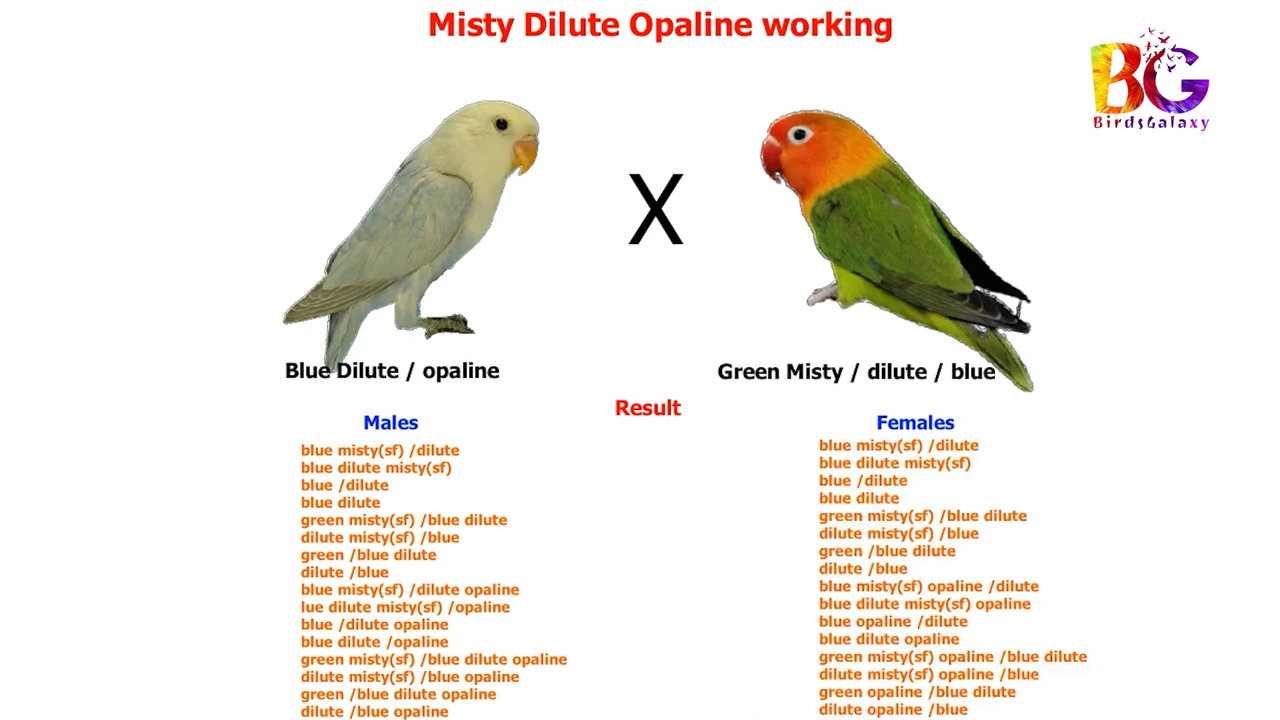 Misty Dilute Opaline working
BG
BirdsGalaxy
X
Blue Dilute / opaline
Green Misty / dilute / blue
Result
Males
blue misty(sf) /dilute
blue dilute misty(sf)
blue /dilute
blue dilute
green misty(sf) /blue dilute
dilute misty(sf) /blue
green /blue dilute
dilute /blue
blue misty(sf) /dilute opaline
lue dilute misty(sf) /opaline
blue /dilute opaline
blue dilute /opaline
green misty(sf) /blue dilute opaline
dilute misty(sf) /blue opaline
green /blue dilute opaline
dilute /blue opaline
Females
blue misty(sf) /dilute
blue dilute misty(sf)
blue /dilute
blue dilute
green misty(sf) /blue dilute
dilute misty(sf) /blue
green /blue dilute
dilute /blue
blue misty(sf) opaline /dilute
blue dilute misty(sf) opaline
blue opaline /dilute
blue dilute opaline
green misty(sf) opaline /blue dilute
dilute misty(sf) opaline /blue
green opaline /blue dilute
dilute opaline /blue